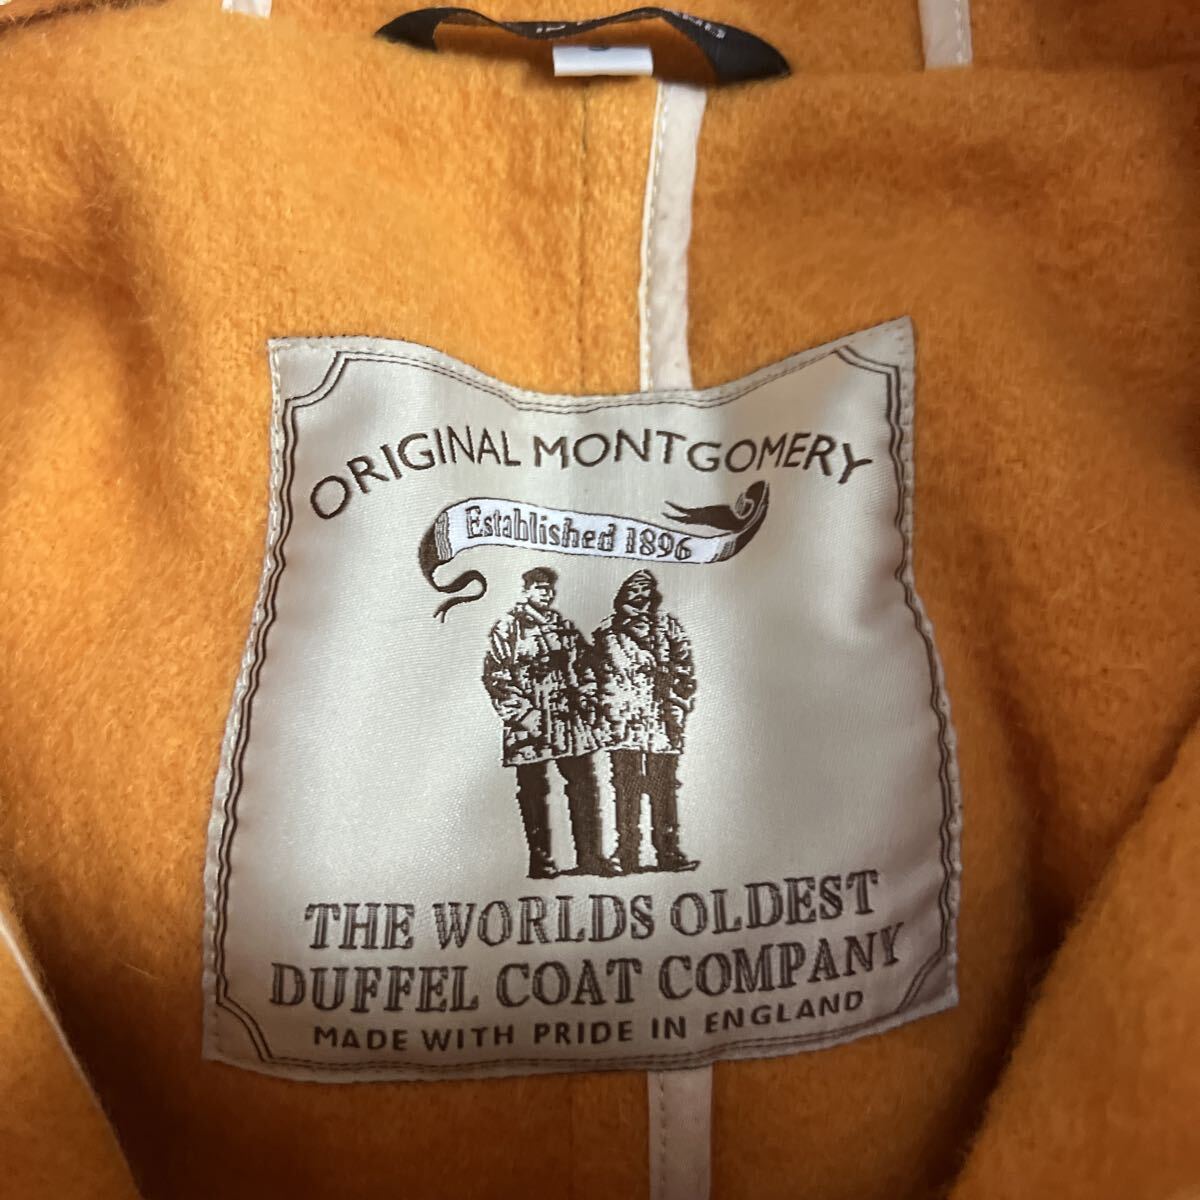 ORIGINAL MONTGOMERY
Established 1896
THE WORLDS OLDEST
DUFFEL COAT COMPANY
MADE WITH PRIDE IN ENGLAND